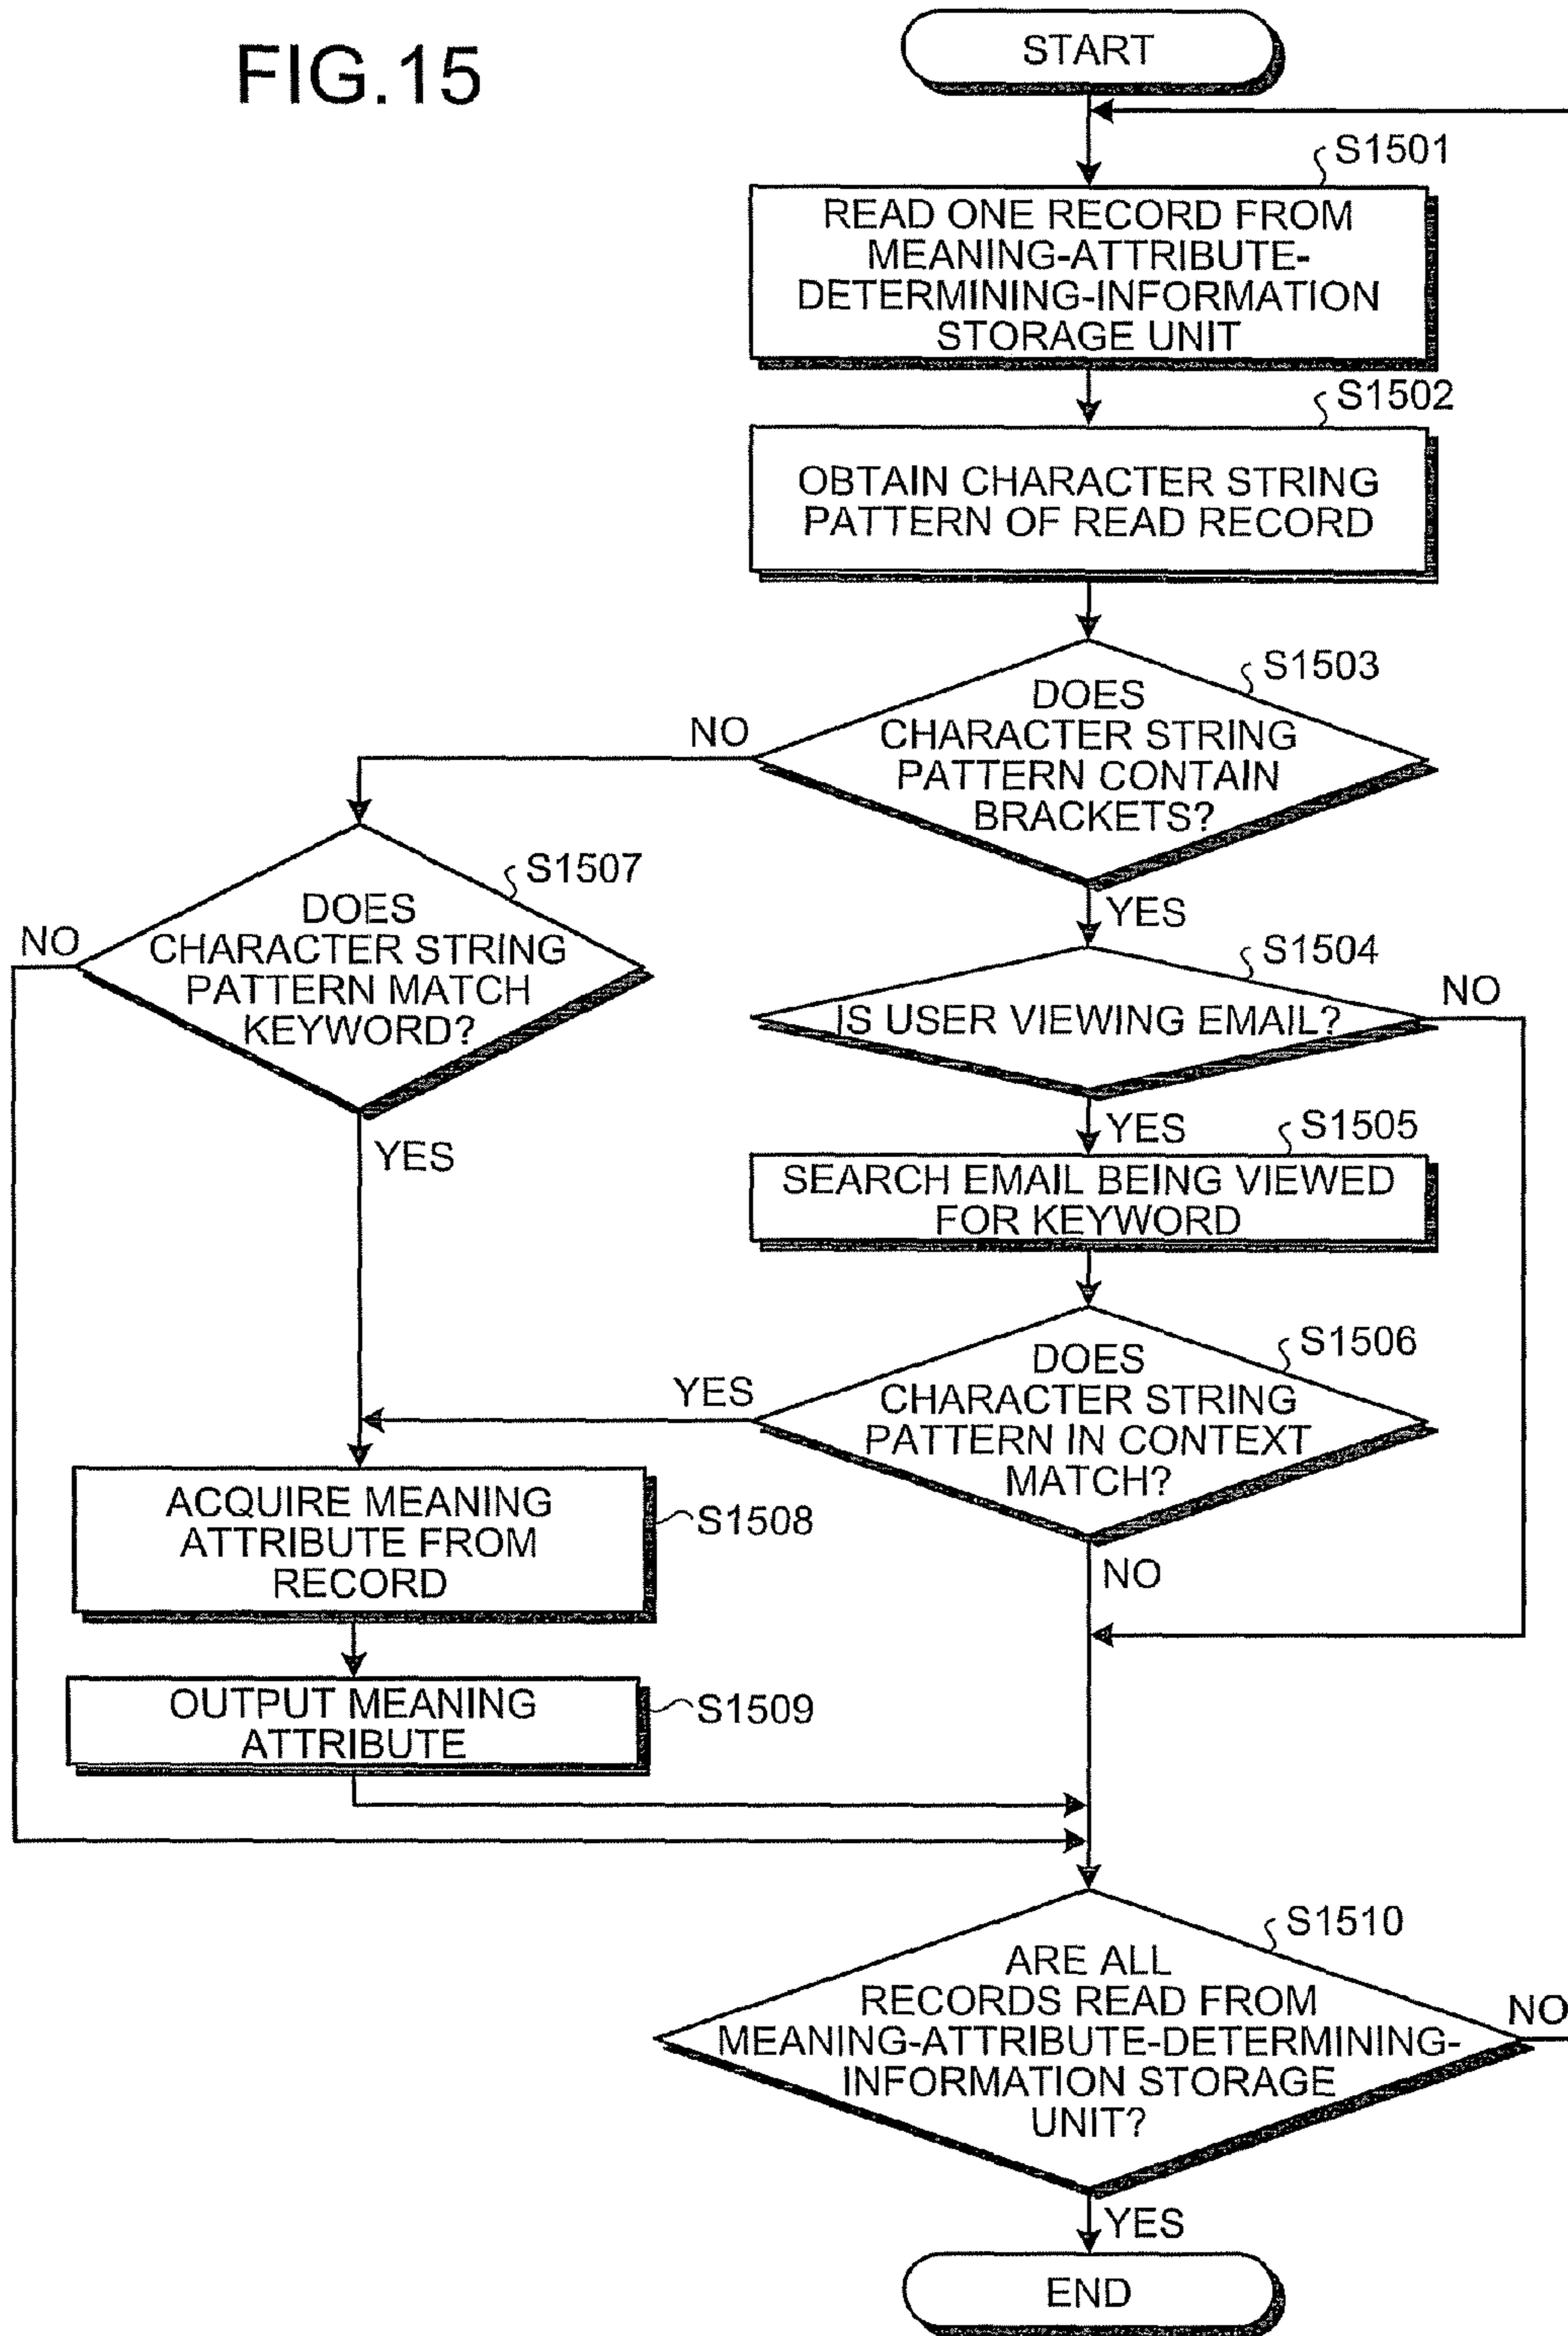 FIG.15
START
S1501
READ ONE RECORD FROM
MEANING-ATTRIBUTE-
DETERMINING-INFORMATION
STORAGE UNIT
S1502
OBTAIN CHARACTER STRING
PATTERN OF READ RECORD
S1503
DOES
CHARACTER STRING
PATTERN CONTAIN
BRACKETS?
NO
YES
S1507
DOES
CHARACTER STRING
PATTERN MATCH
KEYWORD?
NO
YES
S1504
IS USER VIEWING EMAIL?
NO
YES
S1505
SEARCH EMAIL BEING VIEWED
FOR KEYWORD
S1506
DOES
CHARACTER STRING
PATTERN IN CONTEXT
MATCH?
YES
NO
ACQUIRE MEANING
ATTRIBUTE FROM
RECORD
S1508
OUTPUT MEANING
ATTRIBUTE
S1509
S1510
ARE ALL
RECORDS READ FROM
MEANING-ATTRIBUTE-DETERMINING-
INFORMATION STORAGE
UNIT?
NO
YES
END